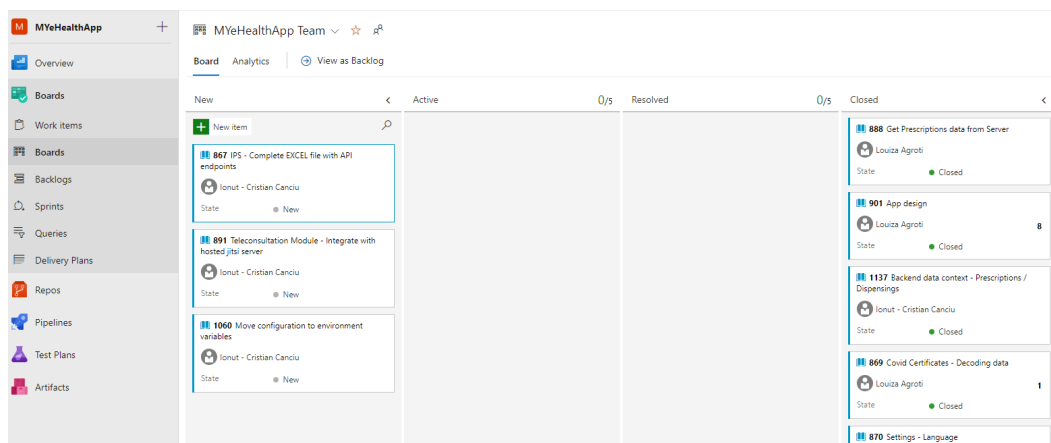 M MYeHealthApp
MYeHealthApp Team
Overview
Board Analytics View as Backlog
Boards
New Active 0/5 Resolved 0/5 Closed
Work items
Boards
Backlogs
Sprints
Queries
Delivery Plans
Repos
Pipelines
Test Plans
Artifacts
New item
867 IPS - Complete EXCEL file with API
endpoints
Ionut - Cristian Canciu
State New
891 Teleconsultation Module - Integrate with
hosted jitsi server
Ionut - Cristian Canciu
State New
1060 Move configuration to environment
variables
Ionut - Cristian Canciu
State New
888 Get Prescriptions data from Server
Louiza Agroti
State Closed
901 App design
Louiza Agroti 8
State Closed
1137 Backend data context - Prescriptions /
Dispensings
Ionut - Cristian Canciu
State Closed
869 Covid Certificates - Decoding data
Louiza Agroti 1
State Closed
870 Settings - Language